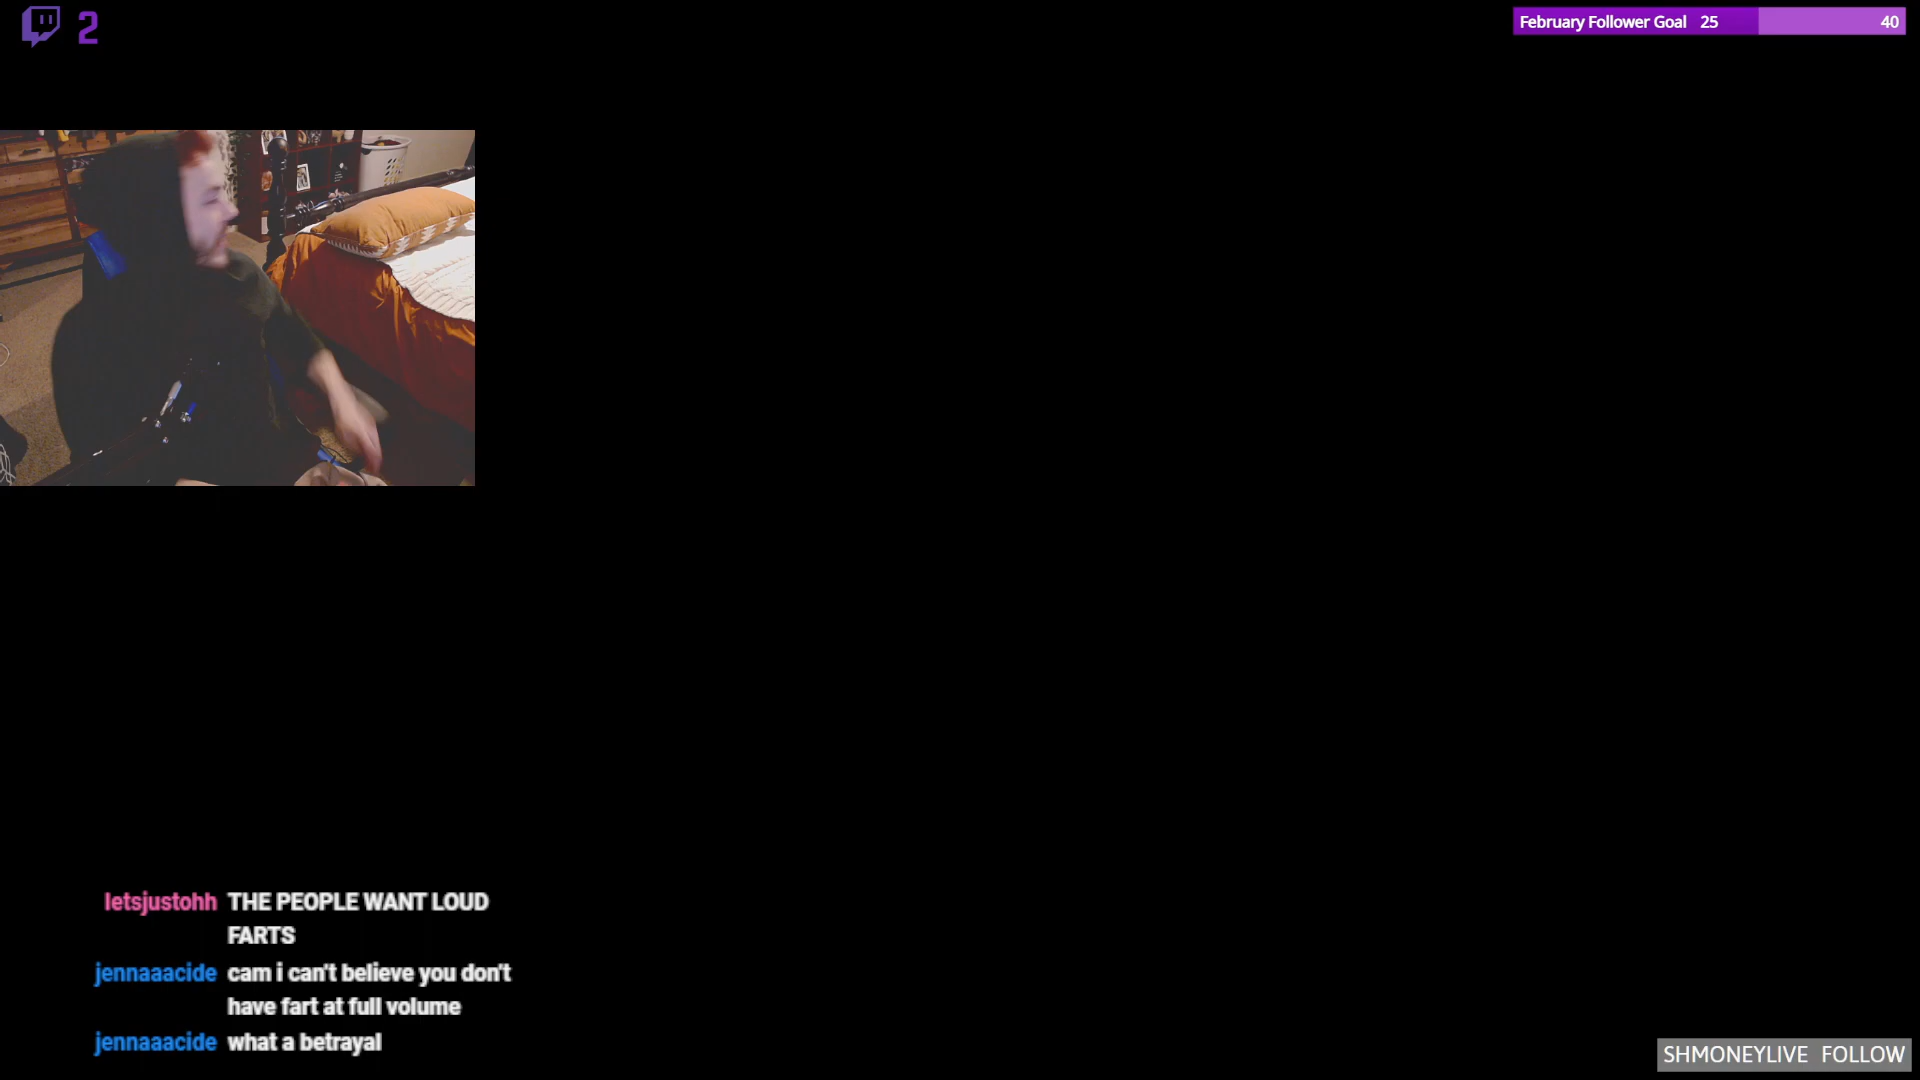 2
February Follower Goal 25 40
letsjustohh THE PEOPLE WANT LOUD
FARTS
jennaaacide cam i can't believe you don't
have fart at full volume
jennaaacide what a betrayal
SHMONEYLIVE FOLLOW